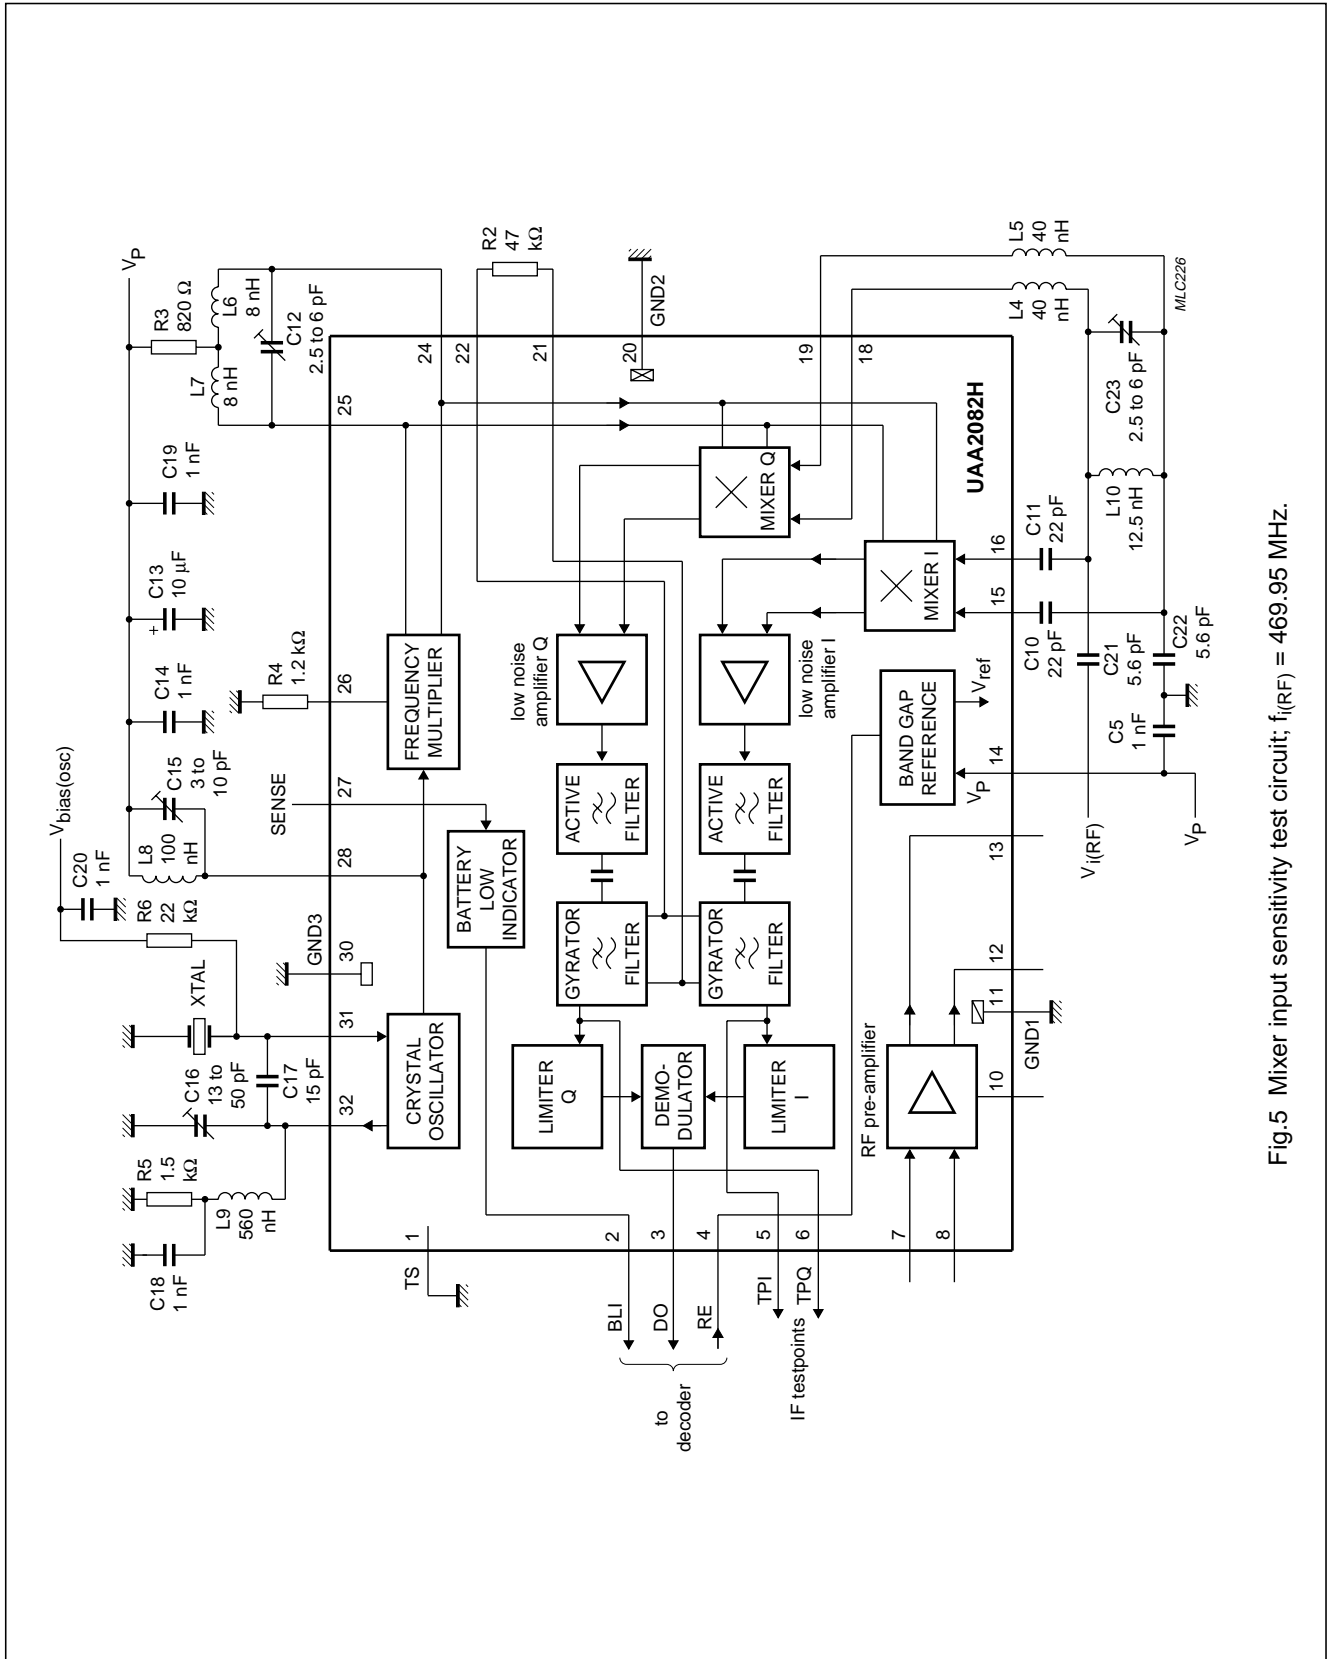 V_P
R3
820 Ω
L7
8 nH
L6
8 nH
C12
2.5 to 6 pF
C19
1 nF
C13
10 µF
+
C14
1 nF
C15
3 to
10 pF
L8
100
nH
V_bias(osc)
C20
1 nF
R6
22
kΩ
XTAL
GND3
C16
13 to
50 pF
C17
15 pF
R5
1.5
kΩ
L9
560
nH
C18
1 nF
R4
1.2 kΩ
SENSE
R2
47
kΩ
GND2
L5
40
nH
L4
40
nH
MLC226
32
31
30
28
27
26
25
24
22
21
20
19
18
CRYSTAL
OSCILLATOR
BATTERY
LOW
INDICATOR
FREQUENCY
MULTIPLIER
LIMITER
Q
GYRATOR
FILTER
ACTIVE
FILTER
low noise
amplifier Q
MIXER Q
DEMO-
DULATOR
LIMITER
I
GYRATOR
FILTER
ACTIVE
FILTER
low noise
amplifier I
MIXER I
UAA2082H
RF pre-amplifier
BAND GAP
REFERENCE
V_ref
V_P
TS
1
BLI
2
DO
3
RE
4
TPI
5
TPQ
6
7
8
to
decoder
IF testpoints
10
11
GND1
12
13
14
15
16
V_i(RF)
V_P
C5
1 nF
C21
5.6 pF
C22
5.6 pF
C10
22 pF
C11
22 pF
L10
12.5 nH
C23
2.5 to 6 pF
Fig.5 Mixer input sensitivity test circuit; f_i(RF) = 469.95 MHz.